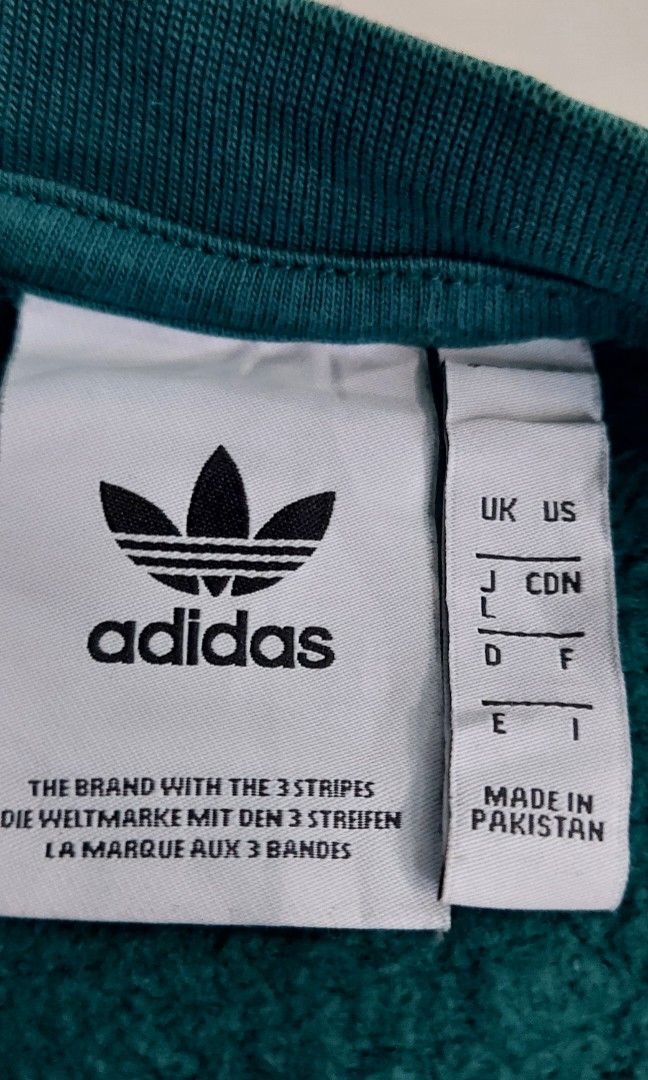 adidas
THE BRAND WITH THE 3 STRIPES
DIE WELTMARKE MIT DEN 3 STREIFEN
LA MARQUE AUX 3 BANDES
UK US
J CDN
L
D F
E I
MADE IN
PAKISTAN